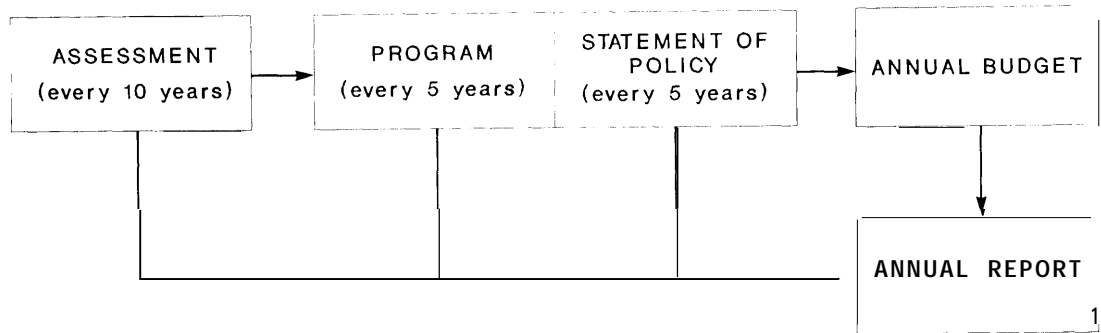 ASSESSMENT
(every 10 years)
PROGRAM
(every 5 years)
STATEMENT OF
POLICY
(every 5 years)
ANNUAL BUDGET
ANNUAL REPORT
1